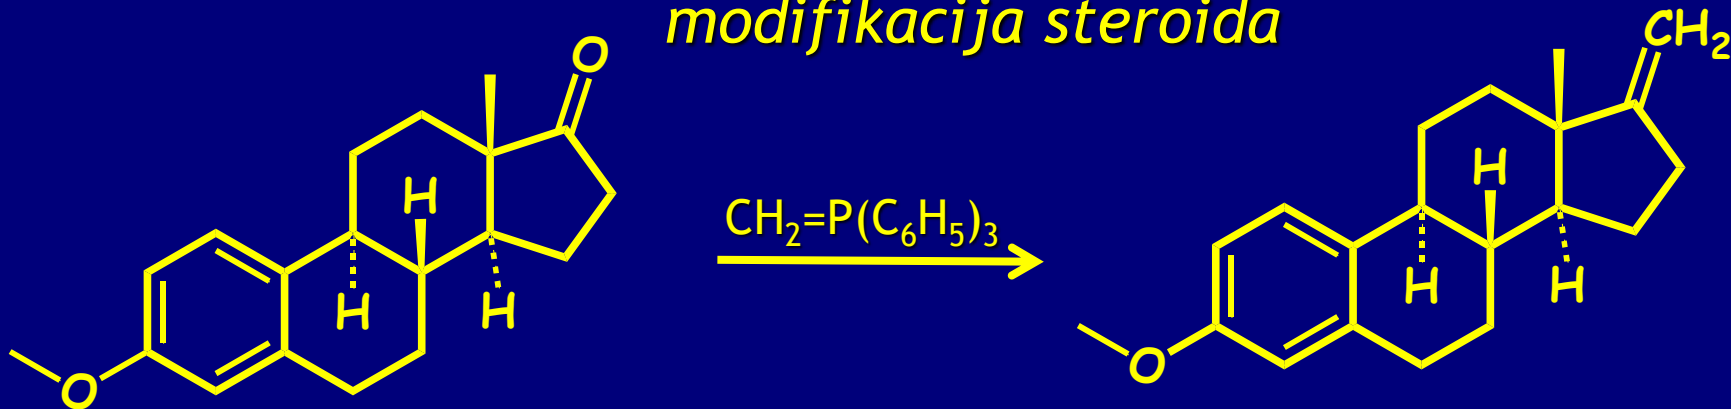 modifikacija steroida
O
CH₂
H
H
CH₂=P(C₆H₅)₃
H
H
H
H
O
O